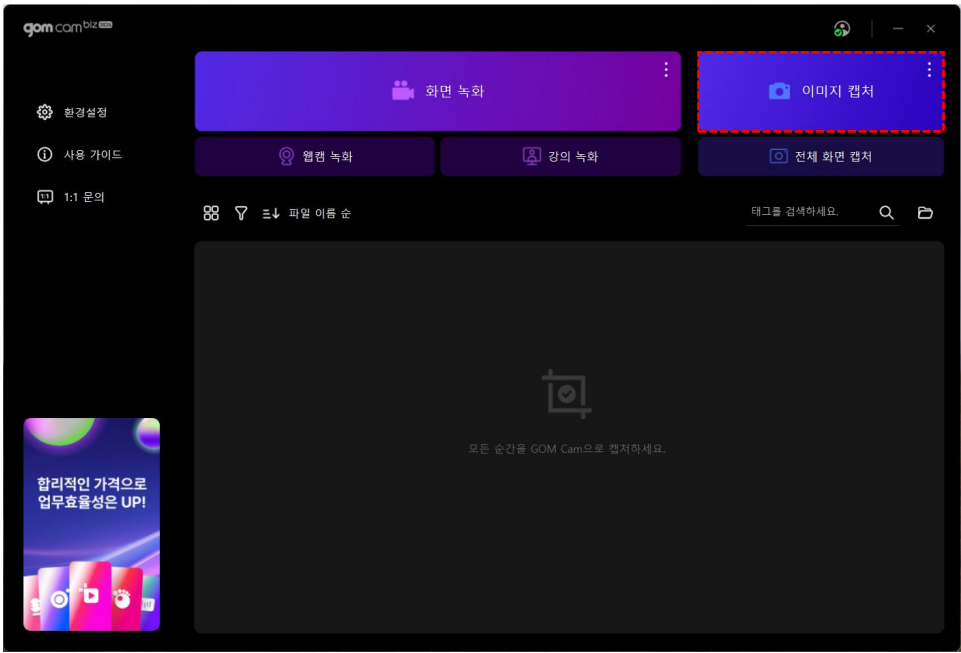 gom cam biz 2024
화면 녹화
이미지 캡처
환경설정
웹캠 녹화
강의 녹화
전체 화면 캡처
사용 가이드
1:1
1:1 문의
파일 이름 순
태그를 검색하세요.
모든 순간을 GOM Cam으로 캡처하세요.
합리적인 가격으로
업무효율성은 UP!